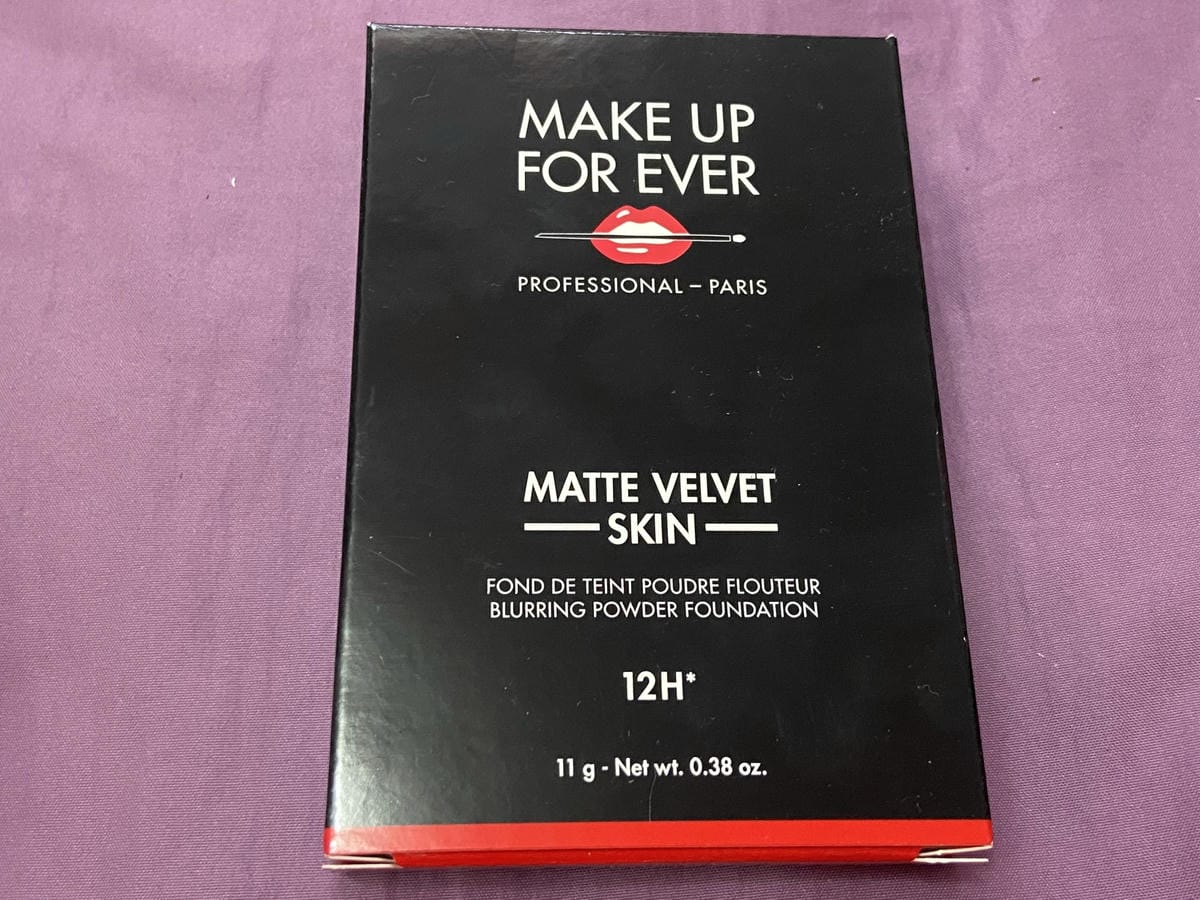 MAKE UP
FOR EVER
PROFESSIONAL – PARIS
MATTE VELVET
SKIN
FOND DE TEINT POUDRE FLOUTEUR
BLURRING POWDER FOUNDATION
12H*
11 g - Net wt. 0.38 oz.